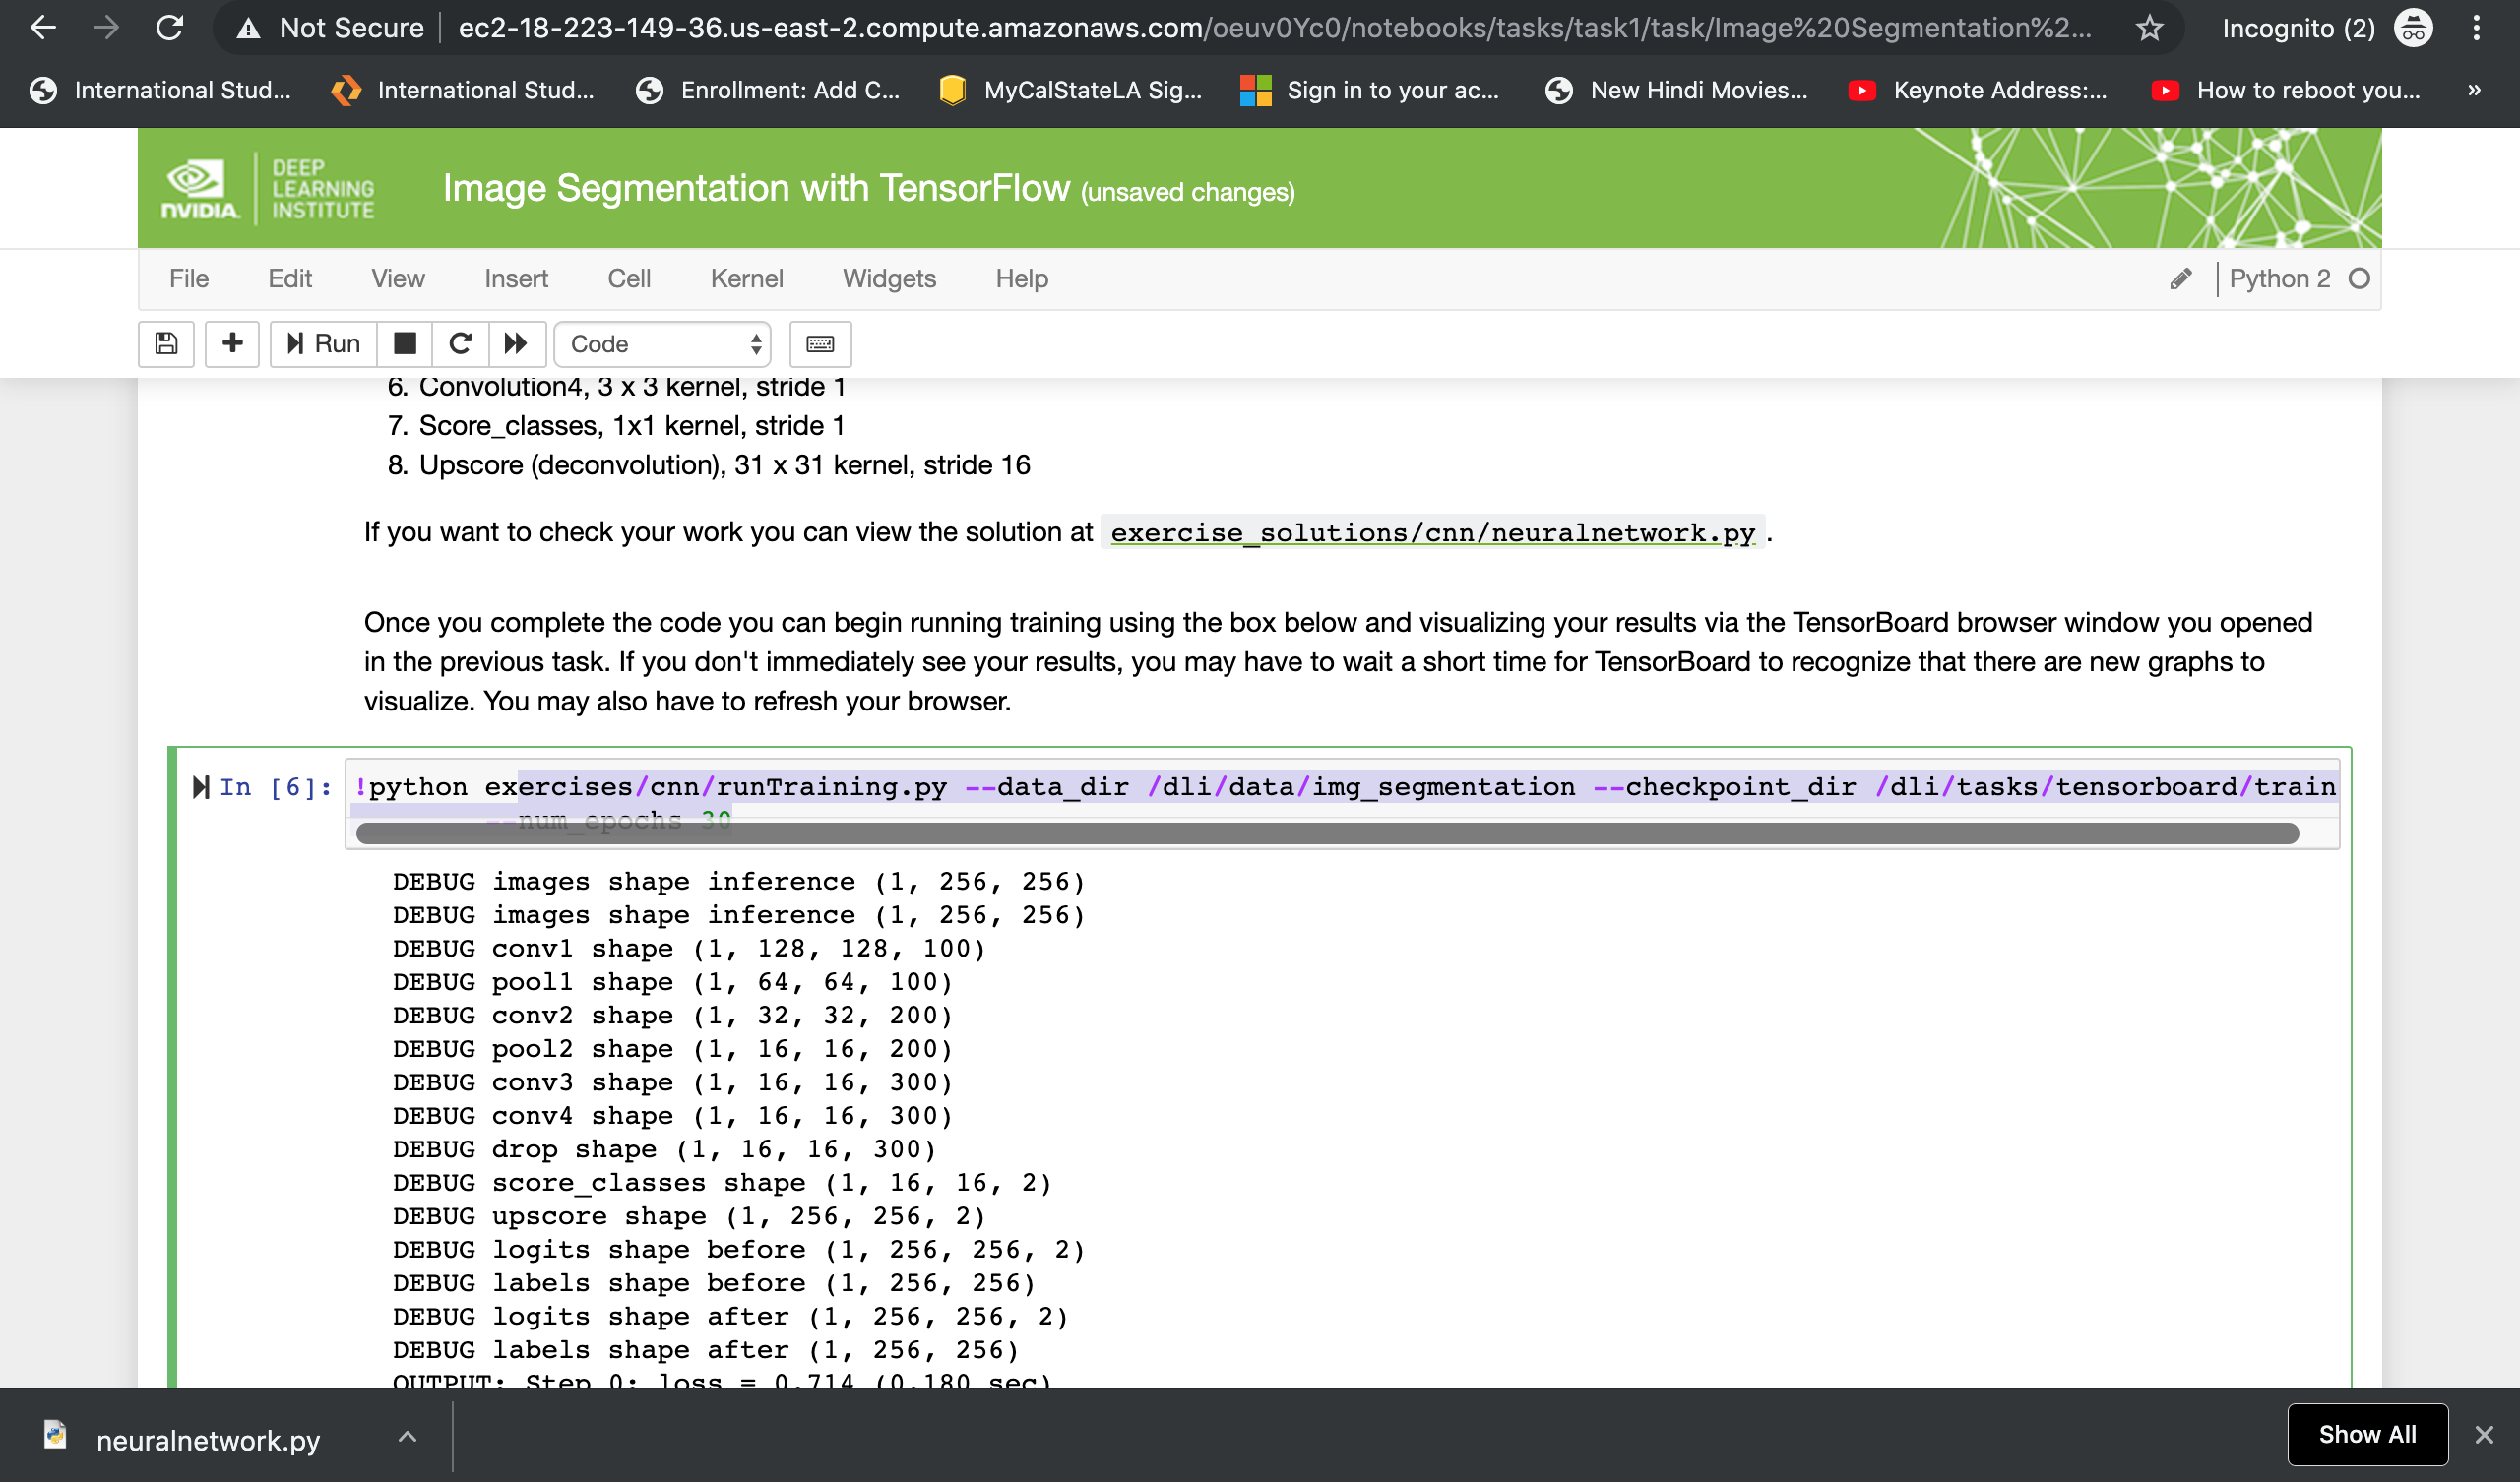 Not Secure ec2-18-223-149-36.us-east-2.compute.amazonaws.com/oeuv0Yc0/notebooks/tasks/task1/task/Image%20Segmentation%2... Incognito (2)
International Stud... International Stud... Enrollment: Add C... MyCalStateLA Sig... Sign in to your ac... New Hindi Movies... Keynote Address:... How to reboot you... »
NVIDIA. DEEP LEARNING INSTITUTE
Image Segmentation with TensorFlow (unsaved changes)
File Edit View Insert Cell Kernel Widgets Help Python 2
Run Code
6. Convolution4, 3 x 3 kernel, stride 1
7. Score_classes, 1x1 kernel, stride 1
8. Upscore (deconvolution), 31 x 31 kernel, stride 16
If you want to check your work you can view the solution at exercise_solutions/cnn/neuralnetwork.py .
Once you complete the code you can begin running training using the box below and visualizing your results via the TensorBoard browser window you opened
in the previous task. If you don't immediately see your results, you may have to wait a short time for TensorBoard to recognize that there are new graphs to
visualize. You may also have to refresh your browser.
In [6]: !python exercises/cnn/runTraining.py --data_dir /dli/data/img_segmentation --checkpoint_dir /dli/tasks/tensorboard/train
--num_epochs 30
DEBUG images shape inference (1, 256, 256)
DEBUG images shape inference (1, 256, 256)
DEBUG conv1 shape (1, 128, 128, 100)
DEBUG pool1 shape (1, 64, 64, 100)
DEBUG conv2 shape (1, 32, 32, 200)
DEBUG pool2 shape (1, 16, 16, 200)
DEBUG conv3 shape (1, 16, 16, 300)
DEBUG conv4 shape (1, 16, 16, 300)
DEBUG drop shape (1, 16, 16, 300)
DEBUG score_classes shape (1, 16, 16, 2)
DEBUG upscore shape (1, 256, 256, 2)
DEBUG logits shape before (1, 256, 256, 2)
DEBUG labels shape before (1, 256, 256)
DEBUG logits shape after (1, 256, 256, 2)
DEBUG labels shape after (1, 256, 256)
OUTPUT: Step 0: loss = 0.714 (0.180 sec)
neuralnetwork.py Show All